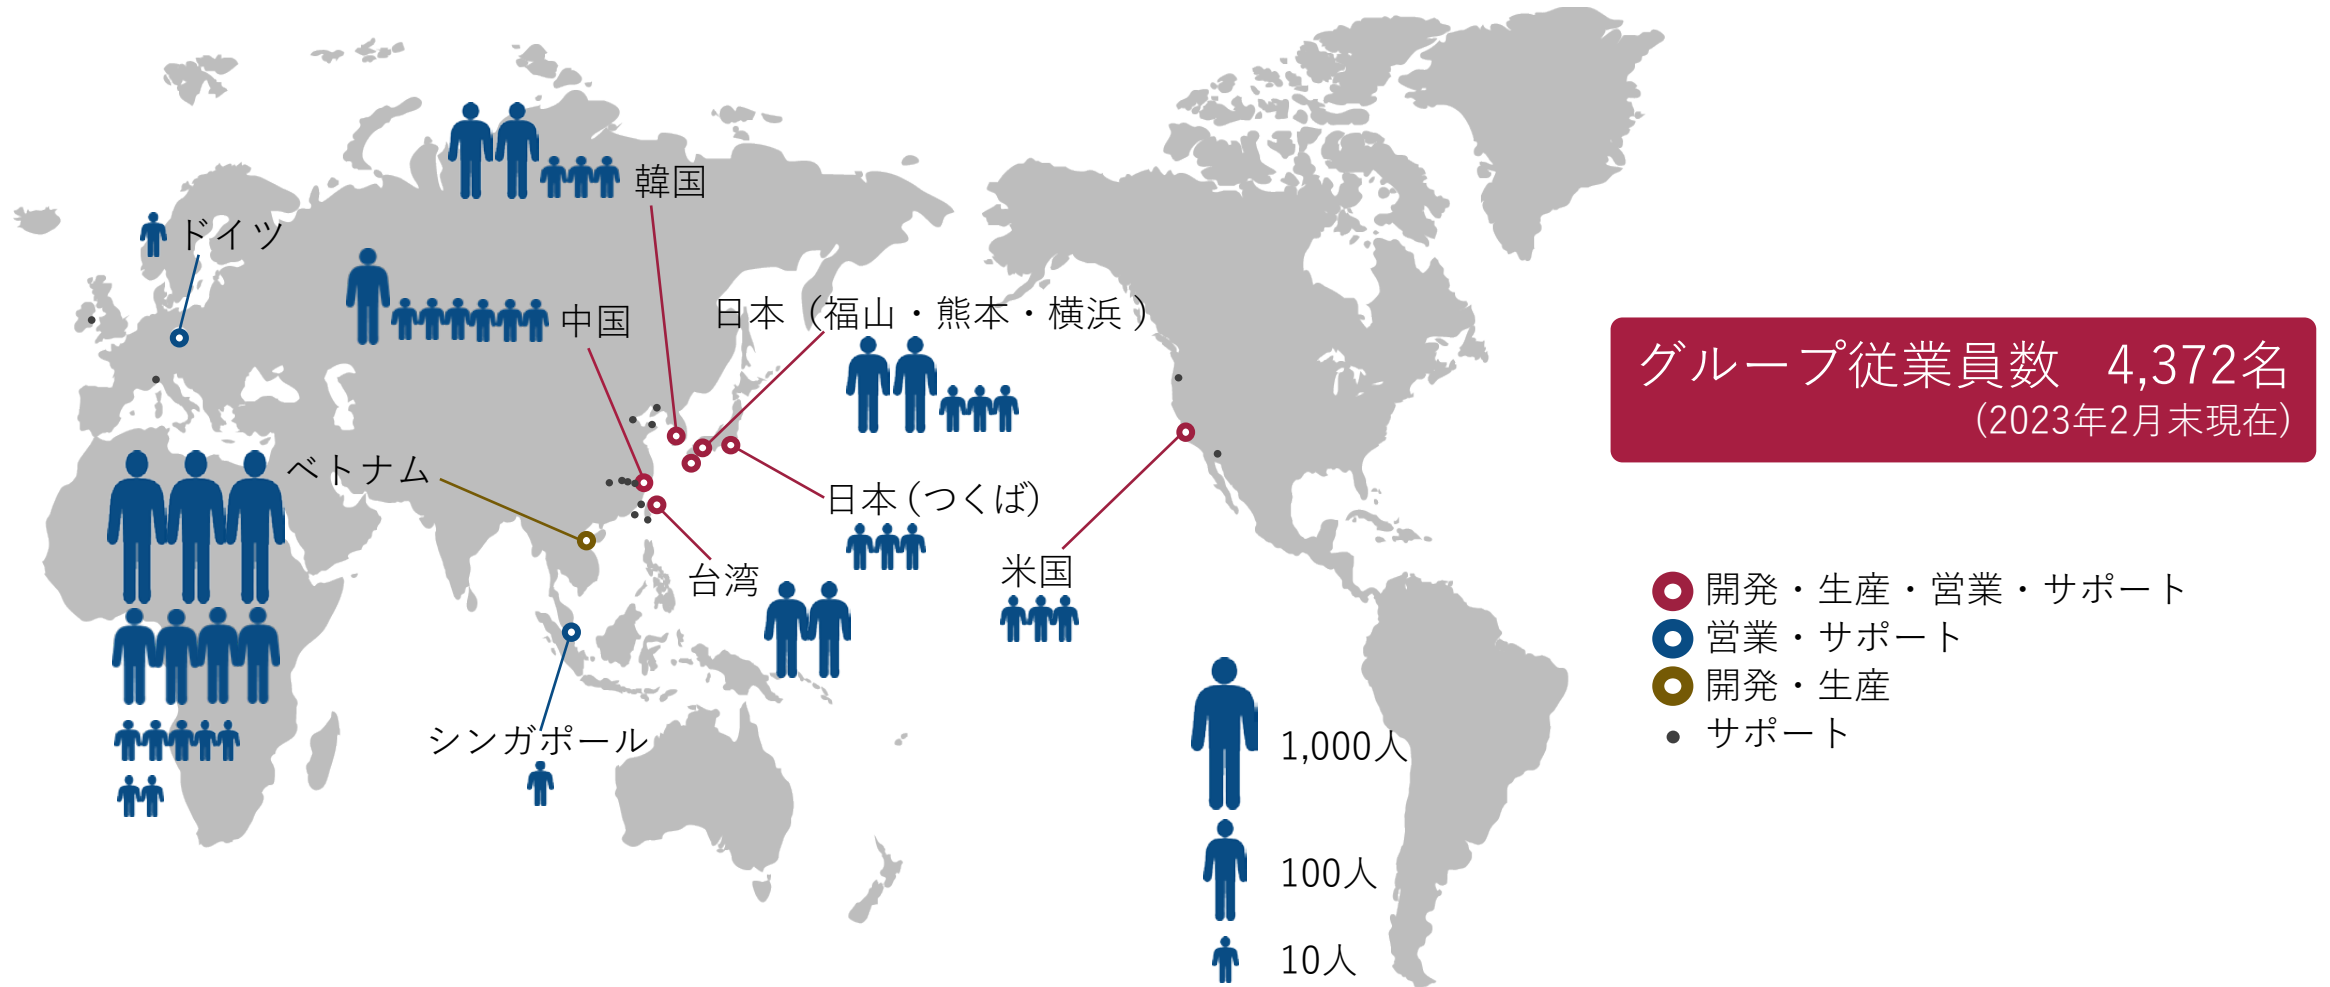 韓国
ドイツ
中国
日本（福山・熊本・横浜）
グループ従業員数　4,372名
(2023年2月末現在)
ベトナム
日本(つくば)
台湾
米国
開発・生産・営業・サポート
営業・サポート
開発・生産
サポート
シンガポール
1,000人
100人
10人